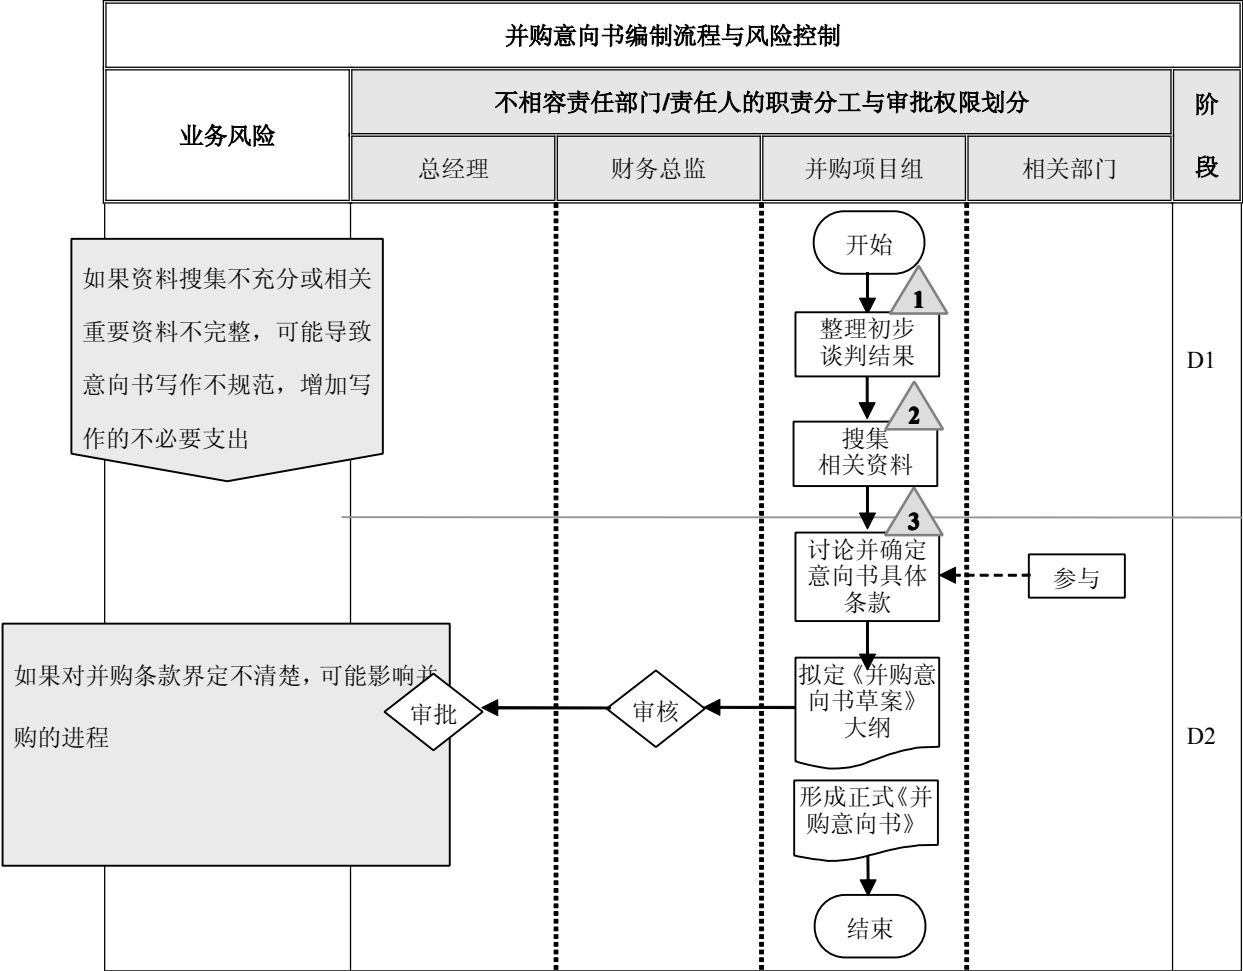 并购意向书编制流程与风险控制
业务风险
不相容责任部门/责任人的职责分工与审批权限划分
阶
段
总经理
财务总监
并购项目组
相关部门
开始
1
整理初步
谈判结果
2
搜集
相关资料
如果资料搜集不充分或相关
重要资料不完整，可能导致
意向书写作不规范，增加写
作的不必要支出
D1
3
讨论并确定
意向书具体
条款
参与
如果对并购条款界定不清楚，可能影响并
购的进程
审批
审核
拟定《并购意
向书草案》
大纲
D2
形成正式《并
购意向书》
结束